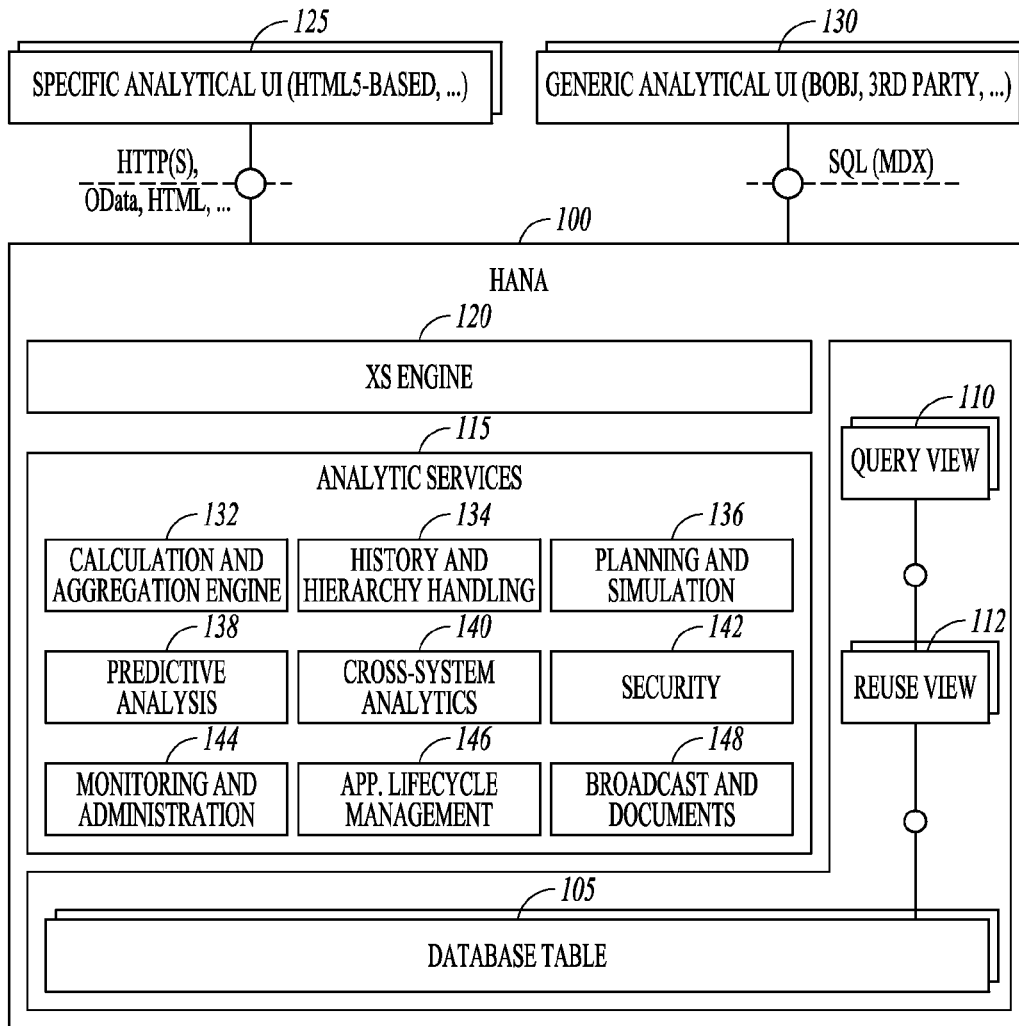 125
130
SPECIFIC ANALYTICAL UI (HTML5-BASED, ...)
GENERIC ANALYTICAL UI (BOBJ, 3RD PARTY, ...)
HTTP(S),
OData, HTML, ...
SQL (MDX)
100
HANA
120
XS ENGINE
115
ANALYTIC SERVICES
132
CALCULATION AND
AGGREGATION ENGINE
134
HISTORY AND
HIERARCHY HANDLING
136
PLANNING AND
SIMULATION
138
PREDICTIVE
ANALYSIS
140
CROSS-SYSTEM
ANALYTICS
142
SECURITY
144
MONITORING AND
ADMINISTRATION
146
APP. LIFECYCLE
MANAGEMENT
148
BROADCAST AND
DOCUMENTS
110
QUERY VIEW
112
REUSE VIEW
105
DATABASE TABLE